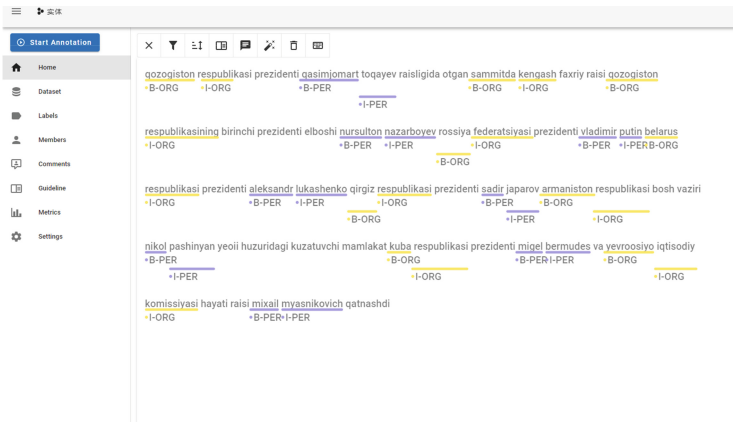 实体
Start Annotation
Home
Dataset
Labels
Members
Comments
Guideline
Metrics
Settings
qozogiston respublikasi prezidenti qasimjomart toqayev raisligida otgan sammitda kengash faxriy raisi qozogiston
•B-ORG •I-ORG •B-PER •B-ORG •I-ORG •B-ORG
•I-PER
respublikasining birinchi prezidenti elboshi nursulton nazarboyev rossiya federatsiyasi prezidenti vladimir putin belarus
•I-ORG •B-PER •I-PER •I-ORG •B-PER •I-PER •B-ORG
•B-ORG
respublikasi prezidenti aleksandr lukashenko qirgiz respublikasi prezidenti sadir japarov armaniston respublikasi bosh vaziri
•I-ORG •B-PER •I-PER •I-ORG •B-PER •B-ORG
•B-ORG •I-PER •I-ORG
nikol pashinyan yeoii huzuridagi kuzatuvchi mamlakat kuba respublikasi prezidenti migel bermudes va yevroosiyo iqtisodiy
•B-PER •B-ORG •B-PER •I-PER •B-ORG
•I-PER •I-ORG •I-ORG
komissiyasi hayati raisi mixail myasnikovich qatnashdi
•I-ORG •B-PER •I-PER